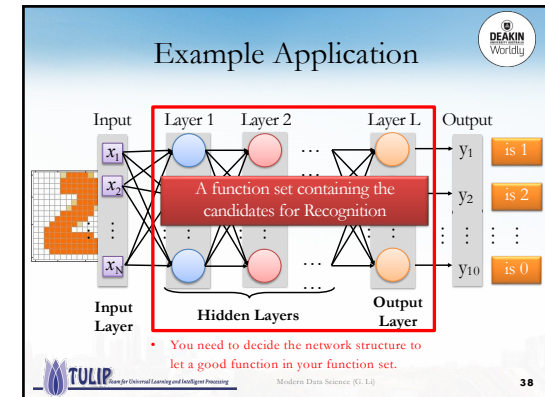 Example Application
DEAKIN
Worldly
Input Layer 1 Layer 2 Layer L Output
x1 … y1 is 1
x2 y2 is 2
A function set containing the
candidates for Recognition
⋮ ⋮ ⋮ ⋮ ⋮ ⋮
xN … y10 is 0
…
Input
Layer
Hidden Layers
Output
Layer
• You need to decide the network structure to
let a good function in your function set.
TULIP Team for Universal Learning and Intelligent Processing Modern Data Science (G. Li) 38